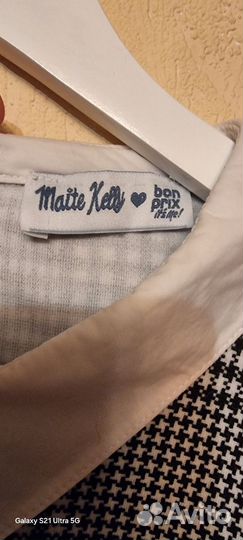 Maite Kelly ♥ bon
prix
it's me!
Galaxy S21 Ultra 5G
Avito